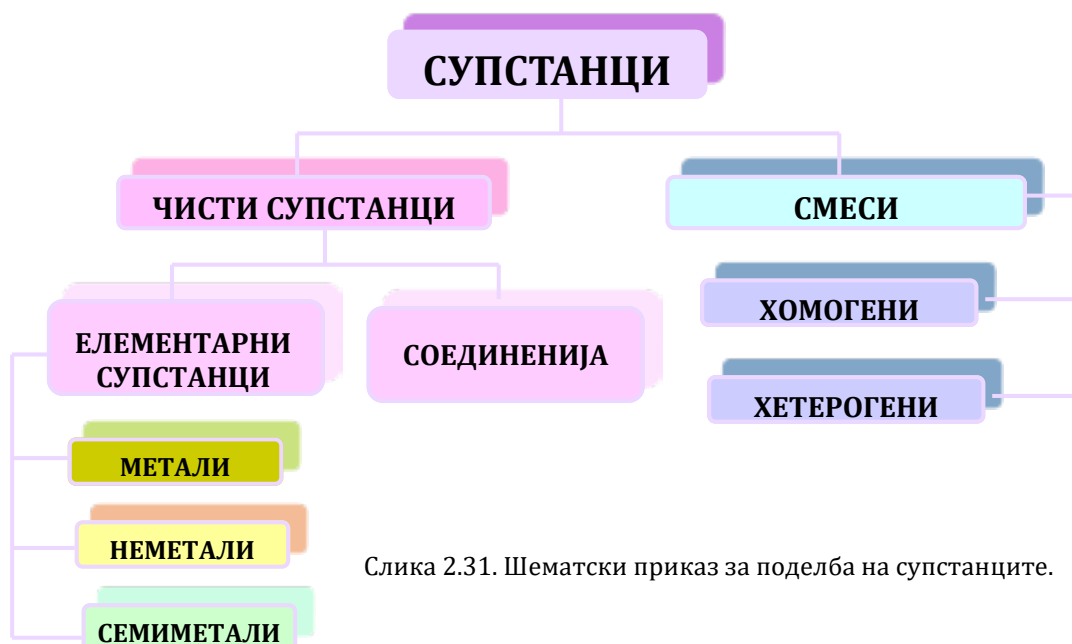 СУПСТАНЦИ
ЧИСТИ СУПСТАНЦИ
СМЕСИ
ЕЛЕМЕНТАРНИ
СУПСТАНЦИ
СОЕДИНЕНИЈА
ХОМОГЕНИ
ХЕТЕРОГЕНИ
МЕТАЛИ
НЕМЕТАЛИ
СЕМИМЕТАЛИ
Слика 2.31. Шематски приказ за поделба на супстанците.